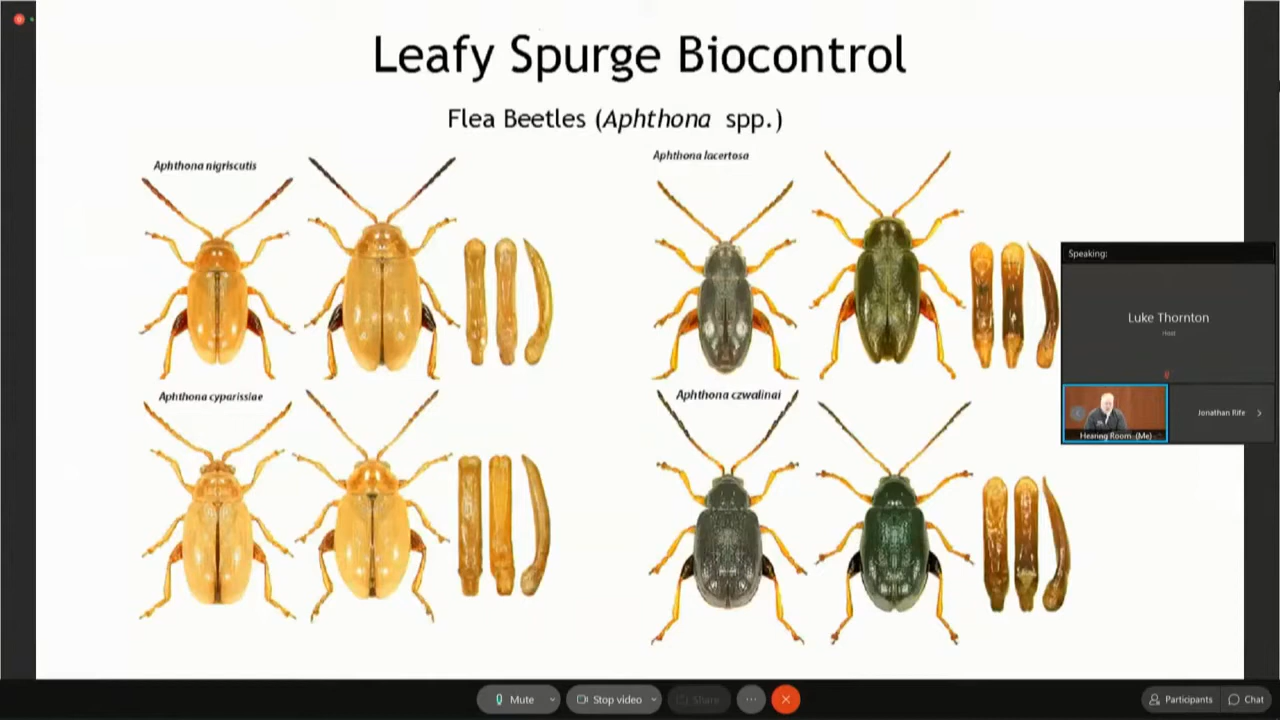 Leafy Spurge Biocontrol
Flea Beetles (Aphthona spp.)
Aphthona nigriscutis
Aphthona lacertosa
Aphthona cyparissiae
Aphthona czwalinai
Speaking:
Luke Thornton
Host
Hearing Room (Me)
Jonathan Rife
Mute
Stop video
Share
Participants
Chat